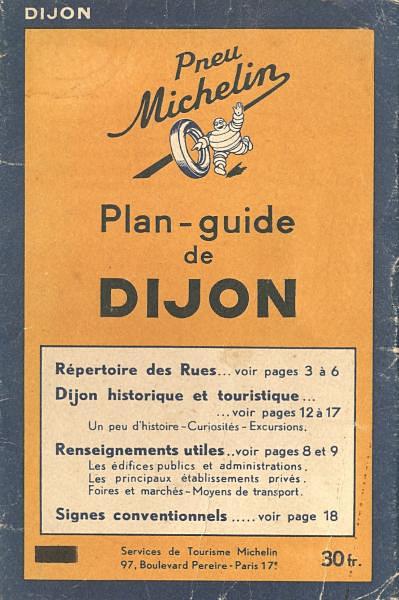 DIJON
Pneu
Michelin
Plan-guide
de
DIJON
Répertoire des Rues... voir pages 3 à 6
Dijon historique et touristique...
...voir pages 12 à 17
Un peu d'histoire-Curiosités-Excursions.
Renseignements utiles..voir pages 8 et 9
Les édifices publics et administrations.
Les principaux établissements privés.
Foires et marchés-Moyens de transport.
Signes conventionnels .....voir page 18
Services de Tourisme Michelin
97, Boulevard Pereire-Paris 17e
30 fr.